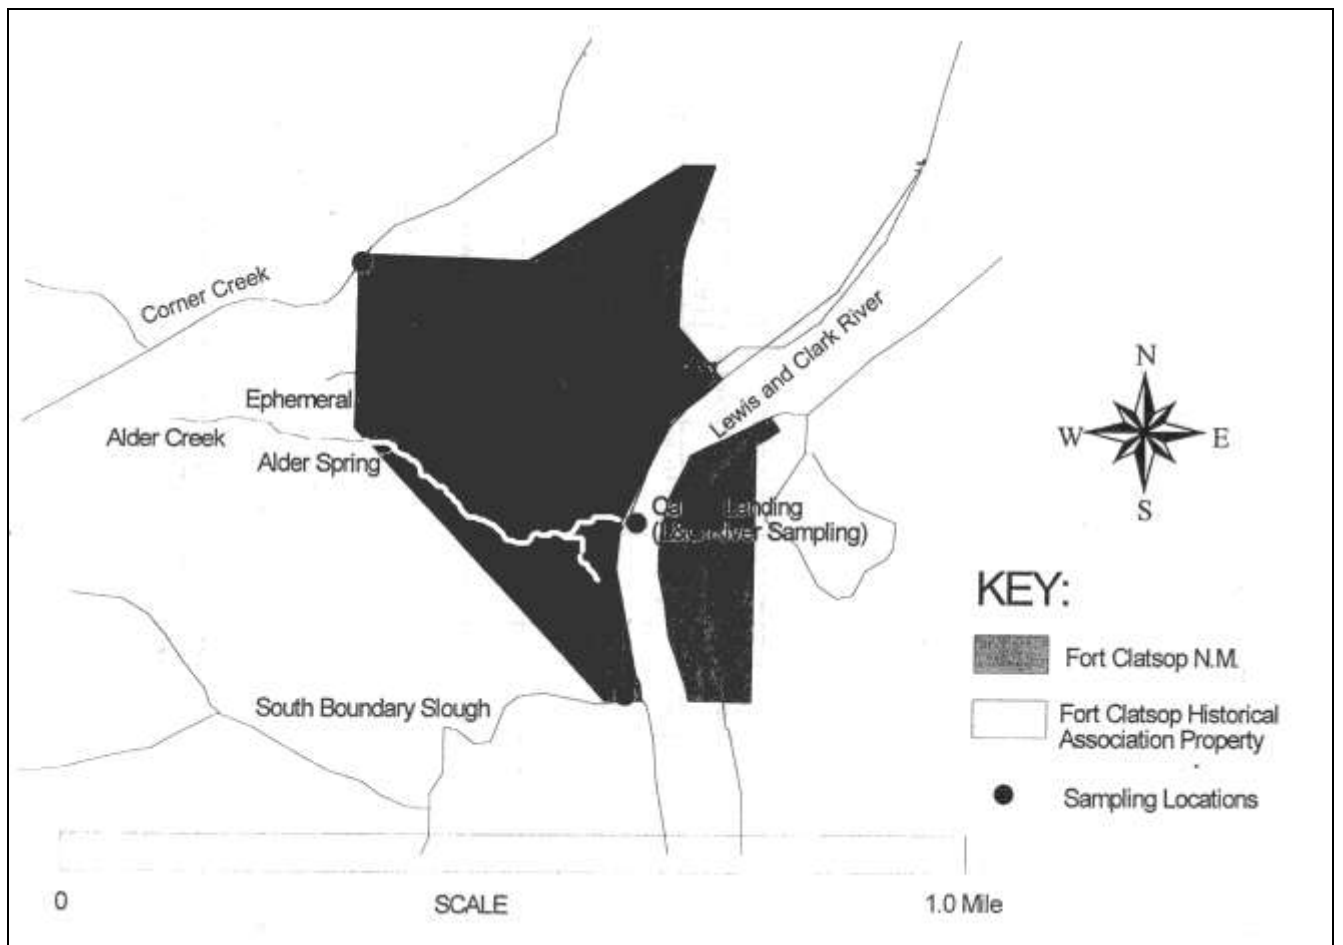 Corner Creek
Ephemeral
Alder Creek
Alder Spring
Lewis and Clark River
Landing
River Sampling)
South Boundary Slough
N
W
E
S
KEY:
Fort Clatsop N.M.
Fort Clatsop Historical
Association Property
Sampling Locations
0
SCALE
1.0 Mile